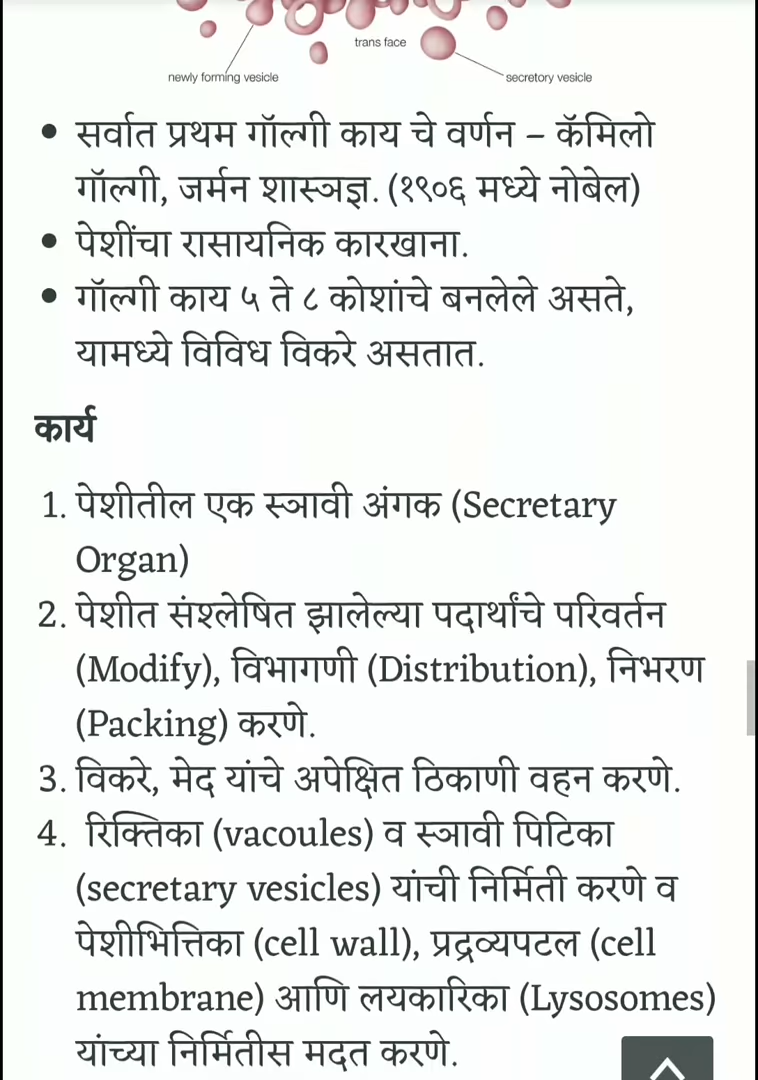 trans face
newly forming vesicle
secretory vesicle
• सर्वात प्रथम गॉल्गी काय चे वर्णन – कॅमिलो
गॉल्गी, जर्मन शास्त्रज्ञ. (१९०६ मध्ये नोबेल)
• पेशींचा रासायनिक कारखाना.
• गॉल्गी काय ५ ते ८ कोशांचे बनलेले असते,
यामध्ये विविध विकरे असतात.
कार्य
1. पेशीतील एक स्त्रावी अंगक (Secretary
Organ)
2. पेशीत संश्लेषित झालेल्या पदार्थांचे परिवर्तन
(Modify), विभागणी (Distribution), निभरण
(Packing) करणे.
3. विकरे, मेद यांचे अपेक्षित ठिकाणी वहन करणे.
4. रिक्तिका (vacoules) व स्त्रावी पिटिका
(secretary vesicles) यांची निर्मिती करणे व
पेशीभित्तिका (cell wall), प्रद्रव्यपटल (cell
membrane) आणि लयकारिका (Lysosomes)
यांच्या निर्मितीस मदत करणे.